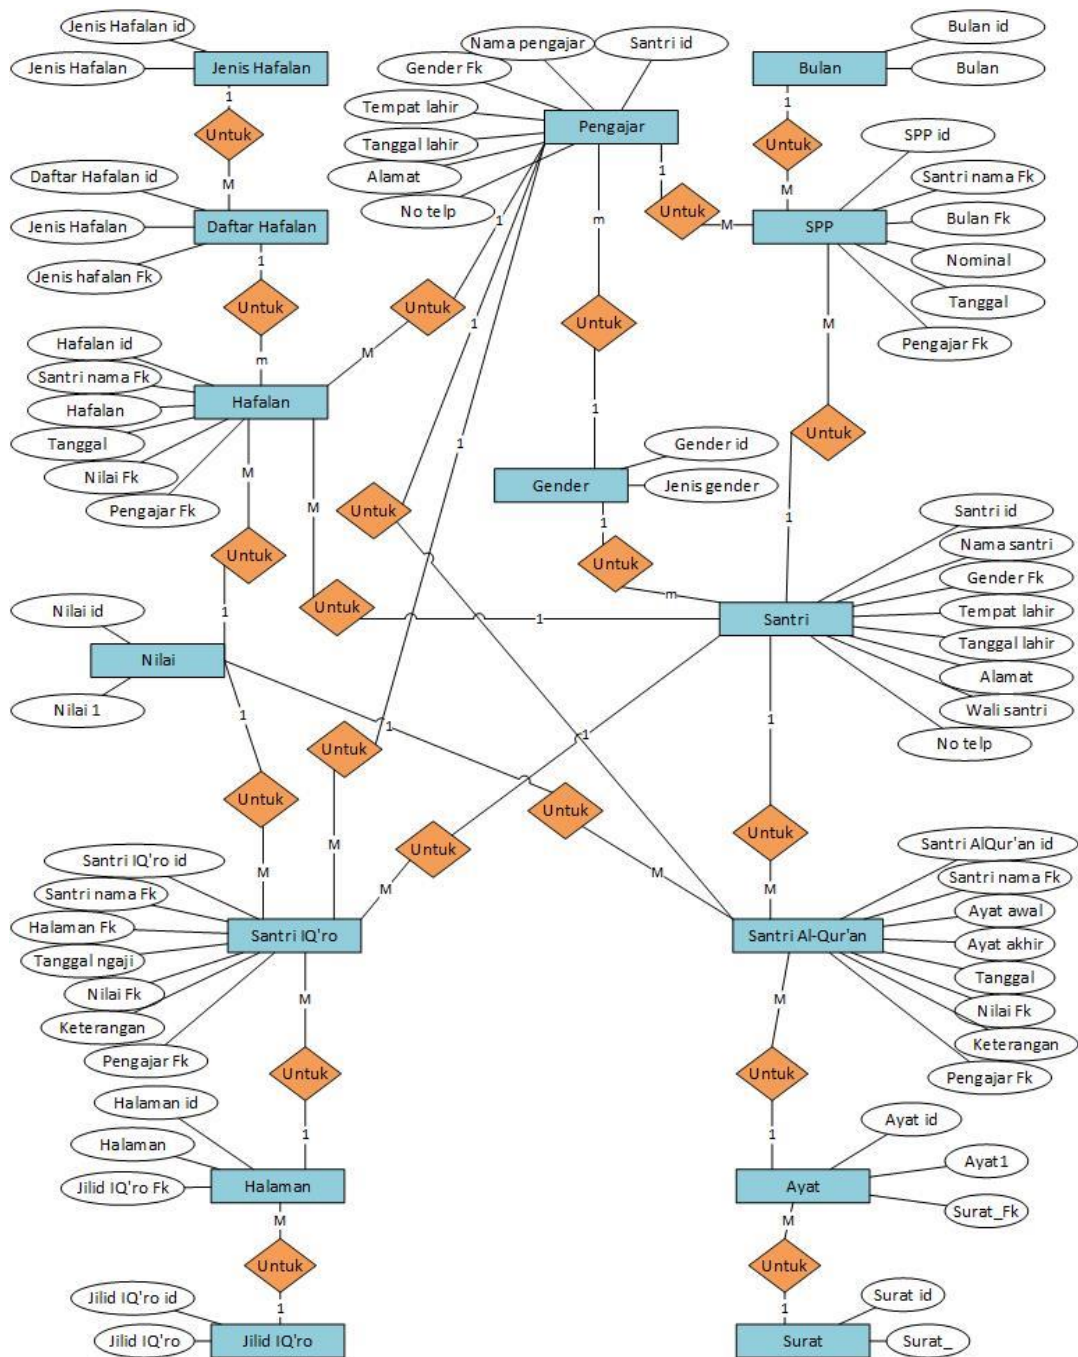 Jenis Hafalan id
Jenis Hafalan
Jenis Hafalan
1
Untuk
M
Daftar Hafalan id
Jenis Hafalan
Jenis hafalan Fk
Daftar Hafalan
1
Untuk
m
Hafalan id
Santri nama Fk
Hafalan
Tanggal
Nilai Fk
Pengajar Fk
Hafalan
M
Untuk
1
Nilai id
Nilai
Nilai 1
Nama pengajar
Santri id
Gender Fk
Tempat lahir
Tanggal lahir
Alamat
No telp
Pengajar
1
Untuk
M
1
Untuk
1
Untuk
M
m
Untuk
1
1
Untuk
M
Bulan id
Bulan
Bulan
1
Untuk
M
SPP id
Santri nama Fk
Bulan Fk
Nominal
Tanggal
Pengajar Fk
SPP
M
Untuk
1
Gender id
Jenis gender
Gender
1
Untuk
m
M
Untuk
1
Santri id
Nama santri
Gender Fk
Tempat lahir
Tanggal lahir
Alamat
Wali santri
No telp
Santri
1
Untuk
M
1
Untuk
M
1
Untuk
M
1
Untuk
M
Santri IQ'ro id
Santri nama Fk
Halaman Fk
Tanggal ngaji
Nilai Fk
Keterangan
Pengajar Fk
Santri IQ'ro
M
Untuk
1
Halaman id
Halaman
Jilid IQ'ro Fk
Halaman
M
Untuk
1
Jilid IQ'ro id
Jilid IQ'ro
Jilid IQ'ro
Santri AlQur'an id
Santri nama Fk
Ayat awal
Ayat akhir
Tanggal
Nilai Fk
Keterangan
Pengajar Fk
Santri Al-Qur'an
M
Untuk
1
Ayat id
Ayat1
Surat_Fk
Ayat
M
Untuk
1
Surat id
Surat_
Surat